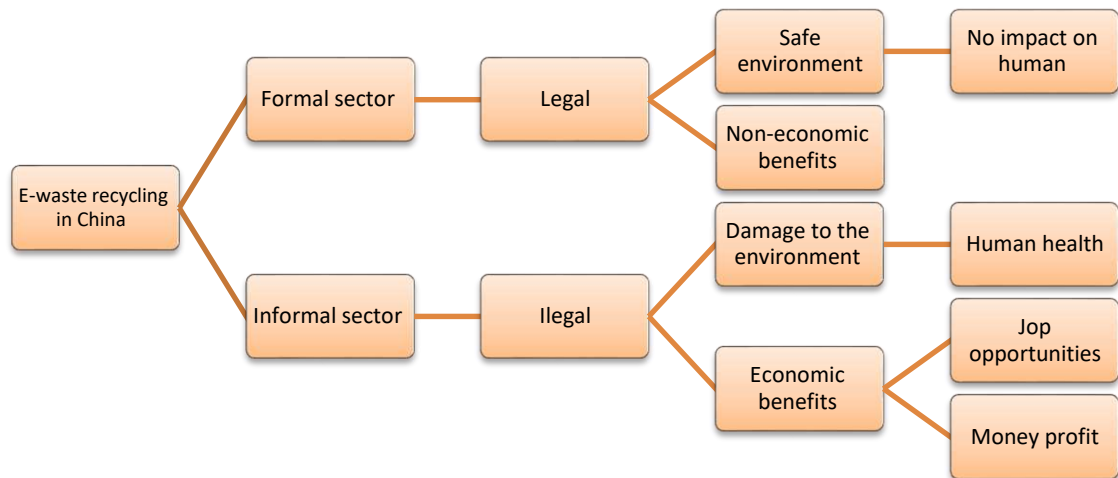 Safe
environment
No impact on
human
Formal sector
Legal
Non-economic
benefits
E-waste recycling
in China
Damage to the
environment
Human health
Informal sector
Ilegal
Jop
opportunities
Economic
benefits
Money profit